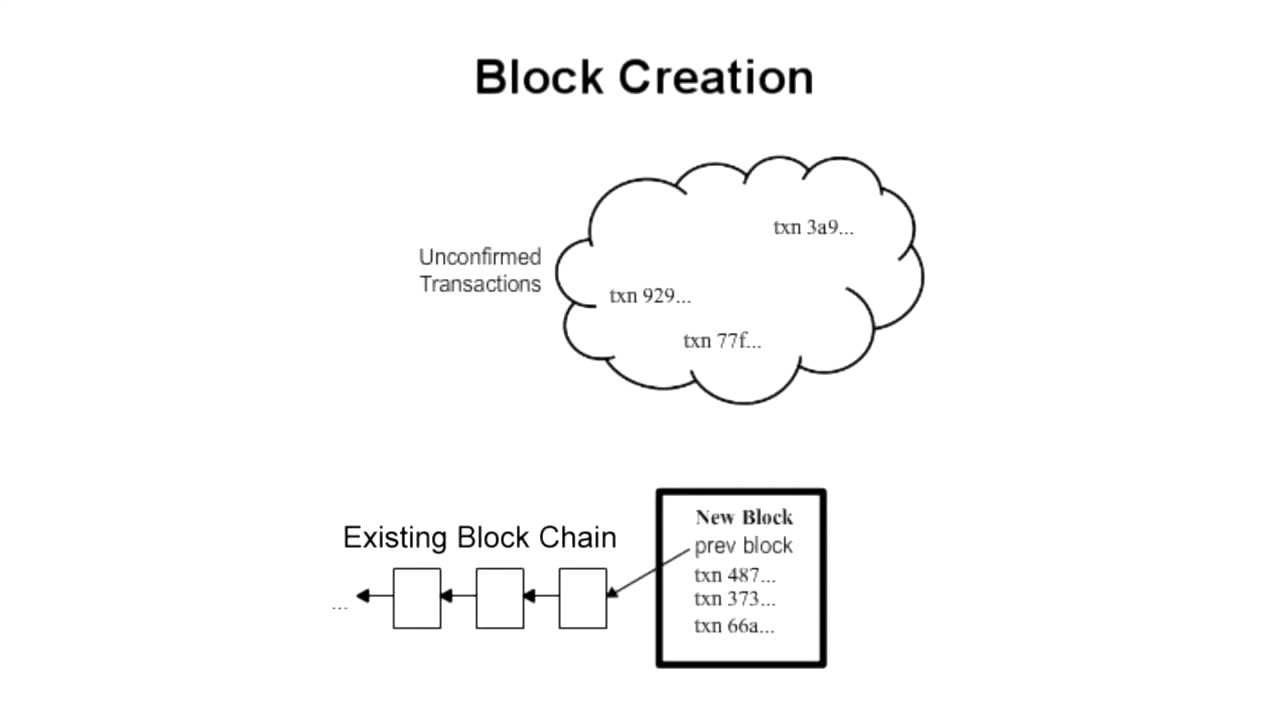 Block Creation
txn 3a9...
Unconfirmed
Transactions
txn 929...
txn 77f...
New Block
Existing Block Chain
prev block
txn 487...
txn 373...
txn 66a...
...